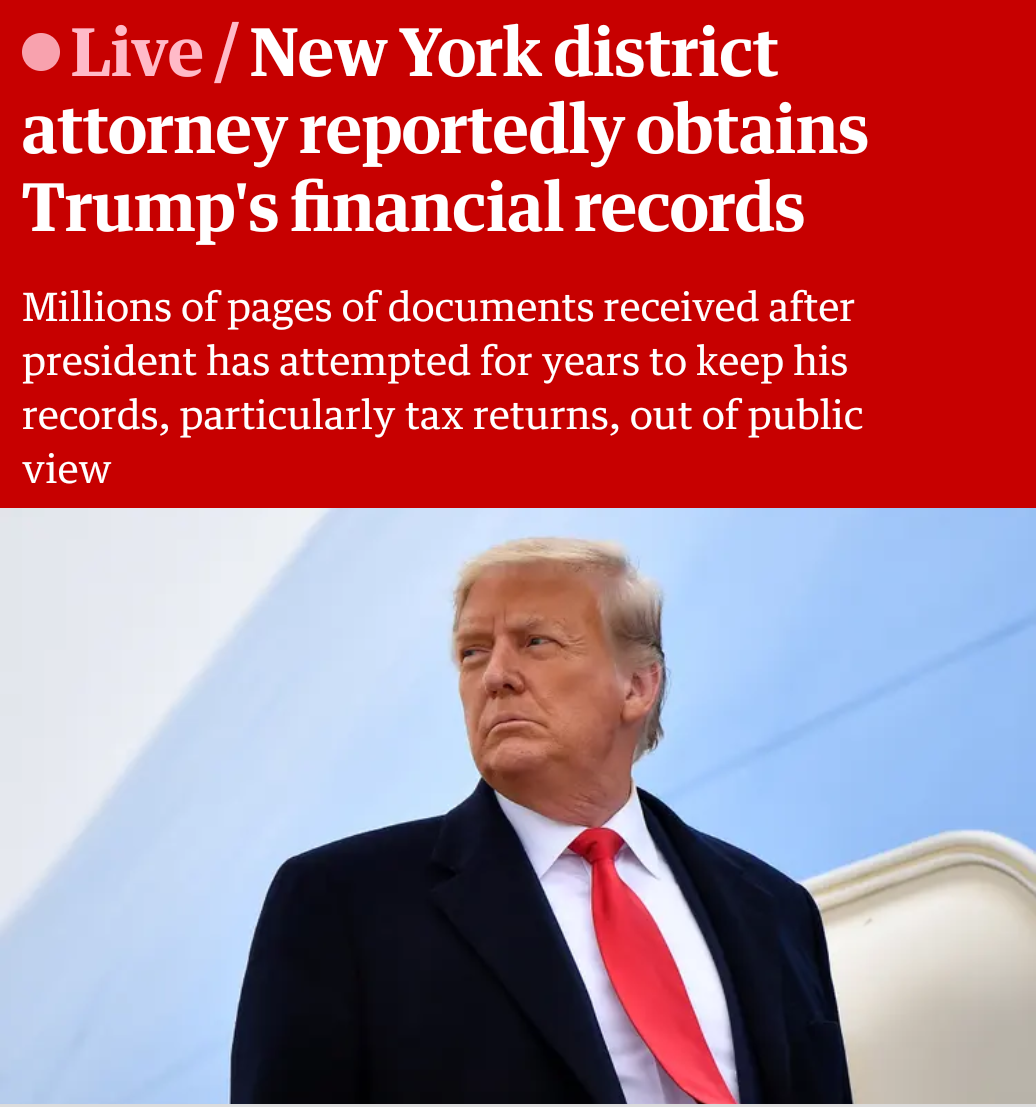 Live / New York district
attorney reportedly obtains
Trump's financial records
Millions of pages of documents received after
president has attempted for years to keep his
records, particularly tax returns, out of public
view